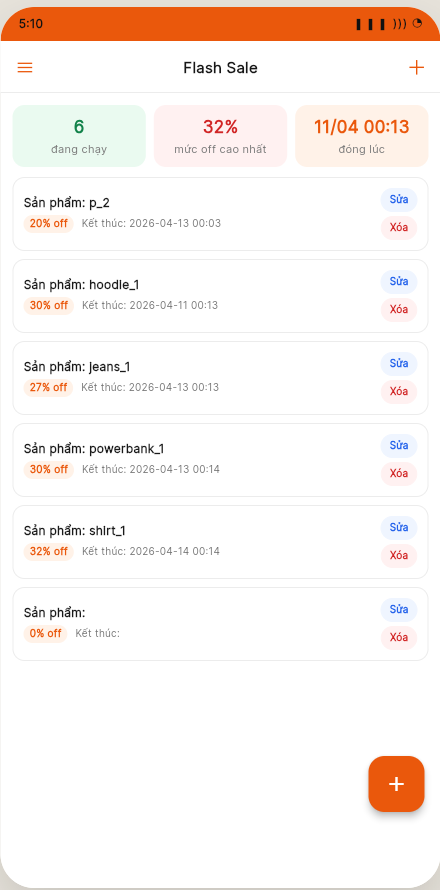 5:10
Flash Sale
6
đang chạy
32%
mức off cao nhất
11/04 00:13
đóng lúc
Sản phẩm: p_2
20% off Kết thúc: 2026-04-13 00:03
Sửa
Xóa
Sản phẩm: hoodie_1
30% off Kết thúc: 2026-04-11 00:13
Sửa
Xóa
Sản phẩm: jeans_1
27% off Kết thúc: 2026-04-13 00:13
Sửa
Xóa
Sản phẩm: powerbank_1
30% off Kết thúc: 2026-04-13 00:14
Sửa
Xóa
Sản phẩm: shirt_1
32% off Kết thúc: 2026-04-14 00:14
Sửa
Xóa
Sản phẩm:
0% off Kết thúc:
Sửa
Xóa
+